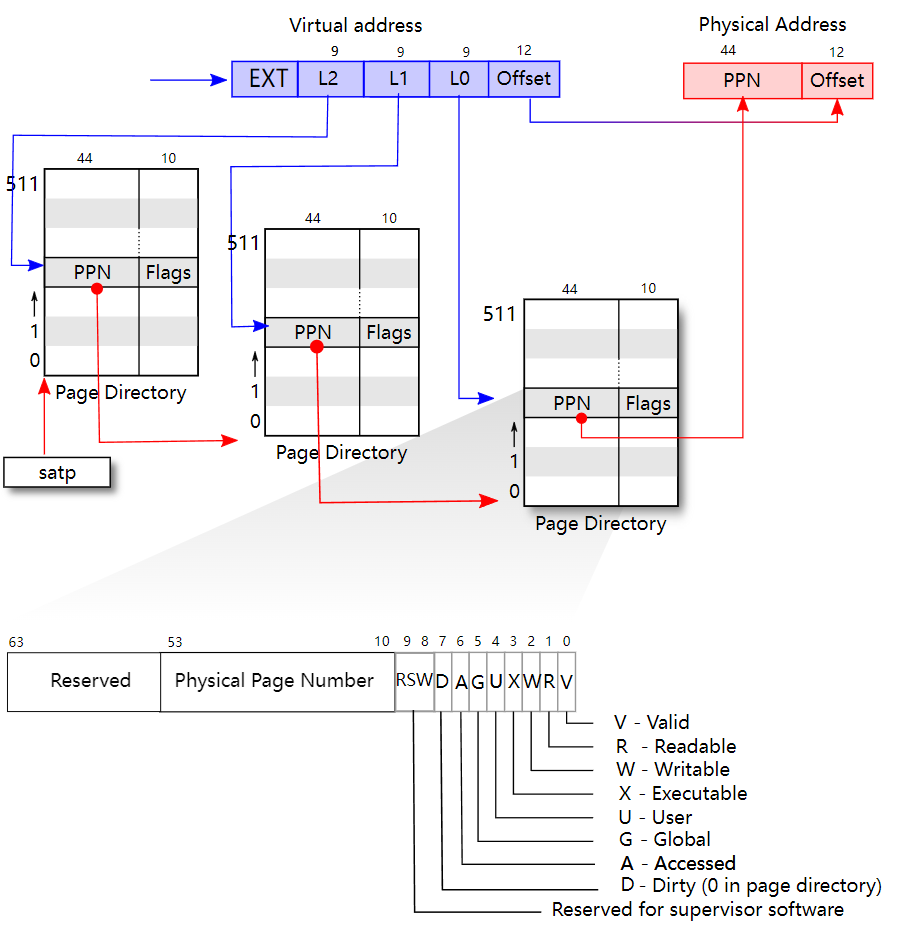 Virtual address
Physical Address
9 9 9 12
44 12
EXT L2 L1 L0 Offset
PPN Offset
44 10
511
PPN Flags
1
0
Page Directory
satp
44 10
511
PPN Flags
1
0
Page Directory
44 10
511
PPN Flags
1
0
Page Directory
63 53 10 9 8 7 6 5 4 3 2 1 0
Reserved Physical Page Number RSW D A G U X W R V
V - Valid
R - Readable
W - Writable
X - Executable
U - User
G - Global
A - Accessed
D - Dirty (0 in page directory)
Reserved for supervisor software